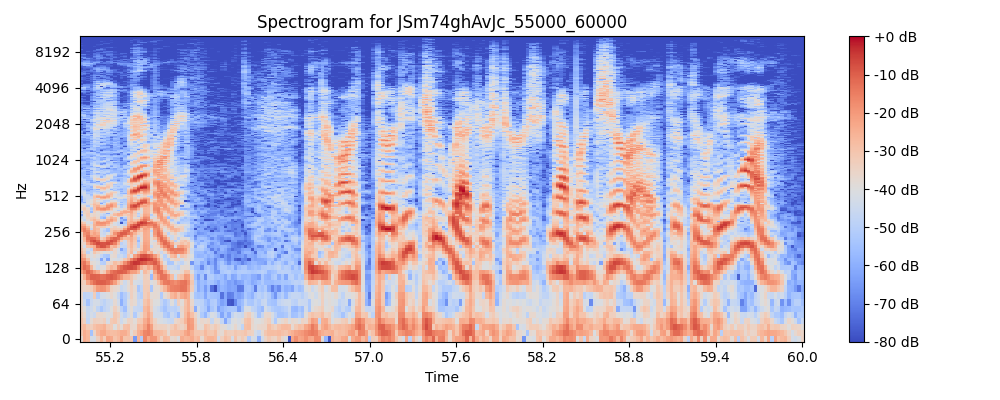 Spectrogram for JSm74ghAvJc_55000_60000
8192
4096
2048
1024
512
256
128
64
0
Hz
55.2 55.8 56.4 57.0 57.6 58.2 58.8 59.4 60.0
Time
+0 dB
-10 dB
-20 dB
-30 dB
-40 dB
-50 dB
-60 dB
-70 dB
-80 dB